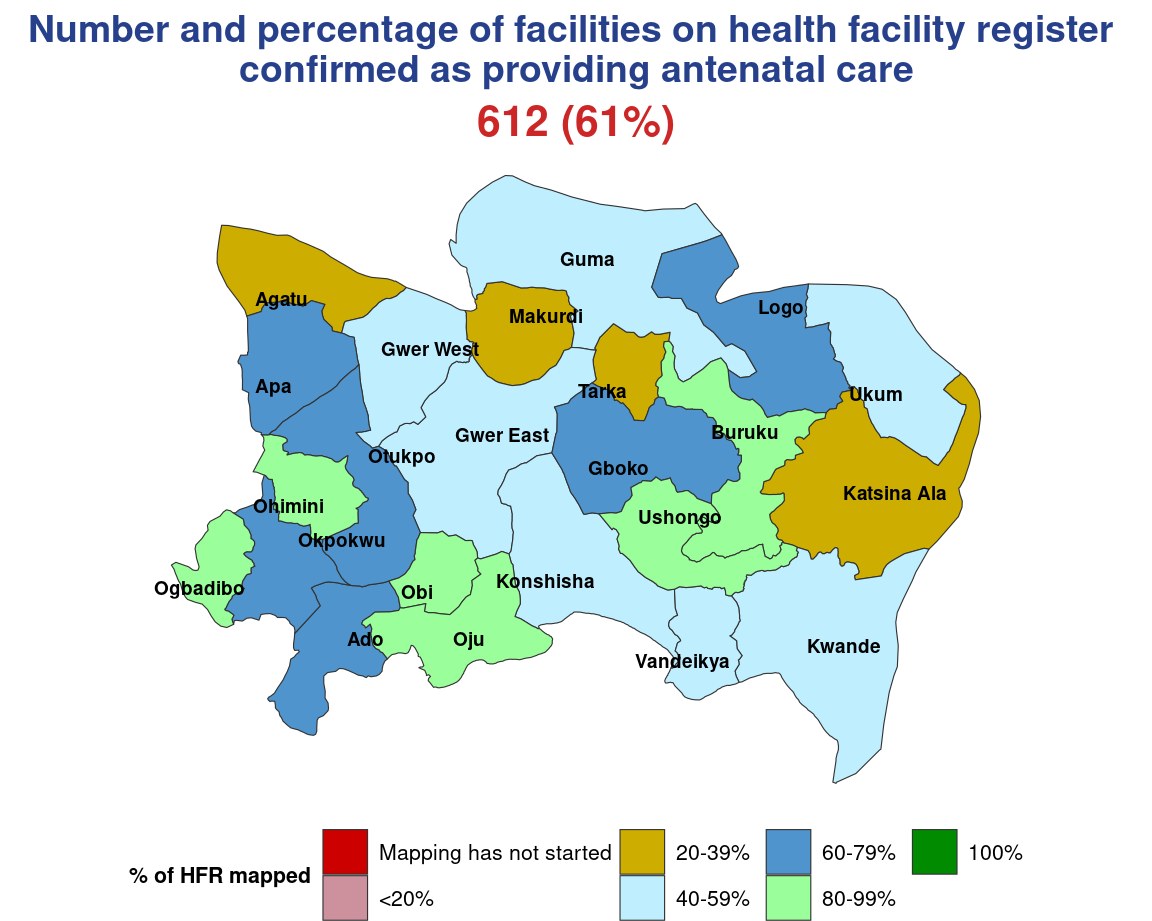 Number and percentage of facilities on health facility register
confirmed as providing antenatal care
612 (61%)
Guma
Agatu
Logo
Makurdi
Gwer West
Apa
Tarka
Ukum
Buruku
Gwer East
Otukpo
Gboko
Katsina Ala
Ohimini
Ushongo
Okpokwu
Konshisha
Ogbadibo
Obi
Ado
Oju
Kwande
Vandeikya
% of HFR mapped
Mapping has not started
<20%
20-39%
40-59%
60-79%
80-99%
100%